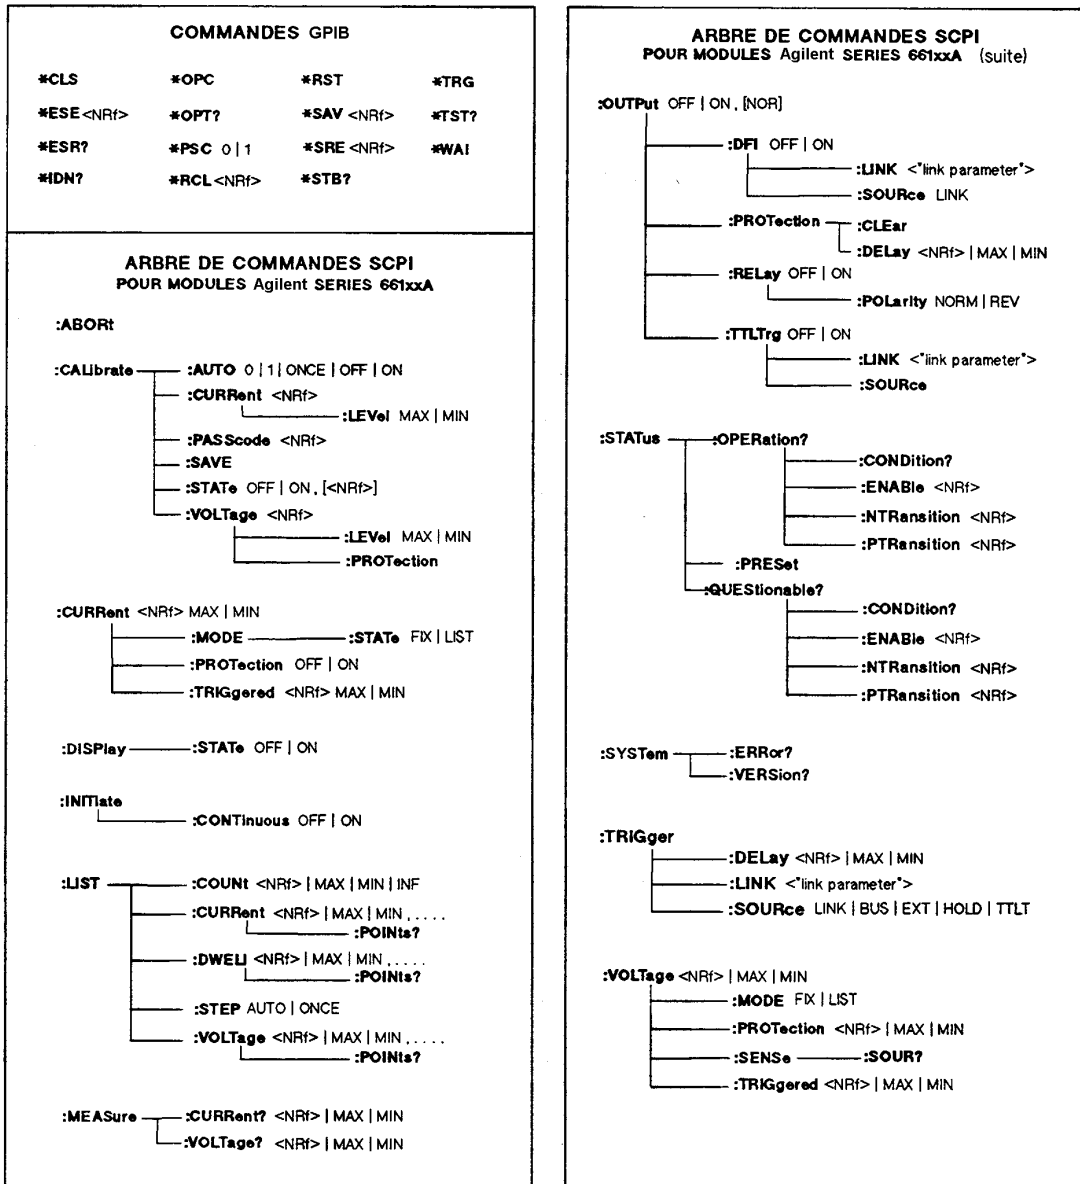 COMMANDES GPIB
*CLS *OPC *RST *TRG
*ESE <NRf> *OPT? *SAV <NRf> *TST?
*ESR? *PSC 0 | 1 *SRE <NRf> *WAI
*IDN? *RCL <NRf> *STB?
ARBRE DE COMMANDES SCPI
POUR MODULES Agilent SERIES 661xxA
:ABORt
:CALibrate :AUTO 0 | 1 | ONCE | OFF | ON
:CURRent <NRf>
:LEVel MAX | MIN
:PASScode <NRf>
:SAVE
:STATe OFF | ON , [<NRf>]
:VOLTage <NRf>
:LEVel MAX | MIN
:PROTection
:CURRent <NRf> MAX | MIN
:MODE :STATe FIX | LIST
:PROTection OFF | ON
:TRIGgered <NRf> MAX | MIN
:DISPlay :STATe OFF | ON
:INITiate
:CONTinuous OFF | ON
:LIST :COUNt <NRf> | MAX | MIN | INF
:CURRent <NRf> | MAX | MIN , . . . .
:POINts?
:DWELl <NRf> | MAX | MIN , . . . .
:POINts?
:STEP AUTO | ONCE
:VOLTage <NRf> | MAX | MIN , . . . .
:POINts?
:MEASure :CURRent? <NRf> | MAX | MIN
:VOLTage? <NRf> | MAX | MIN
ARBRE DE COMMANDES SCPI
POUR MODULES Agilent SERIES 661xxA (suite)
:OUTPut OFF | ON , [NOR]
:DFI OFF | ON
:LINK <"link parameter">
:SOURce LINK
:PROTection :CLEar
:DELay <NRf> | MAX | MIN
:RELay OFF | ON
:POLarity NORM | REV
:TTLTrg OFF | ON
:LINK <"link parameter">
:SOURce
:STATus :OPERation?
:CONDition?
:ENABle <NRf>
:NTRansition <NRf>
:PTRansition <NRf>
:PRESet
:QUEStionable?
:CONDition?
:ENABle <NRf>
:NTRansition <NRf>
:PTRansition <NRf>
:SYSTem :ERRor?
:VERSion?
:TRIGger
:DELay <NRf> | MAX | MIN
:LINK <"link parameter">
:SOURce LINK | BUS | EXT | HOLD | TTLT
:VOLTage <NRf> | MAX | MIN
:MODE FIX | LIST
:PROTection <NRf> | MAX | MIN
:SENSe :SOUR?
:TRIGgered <NRf> | MAX | MIN